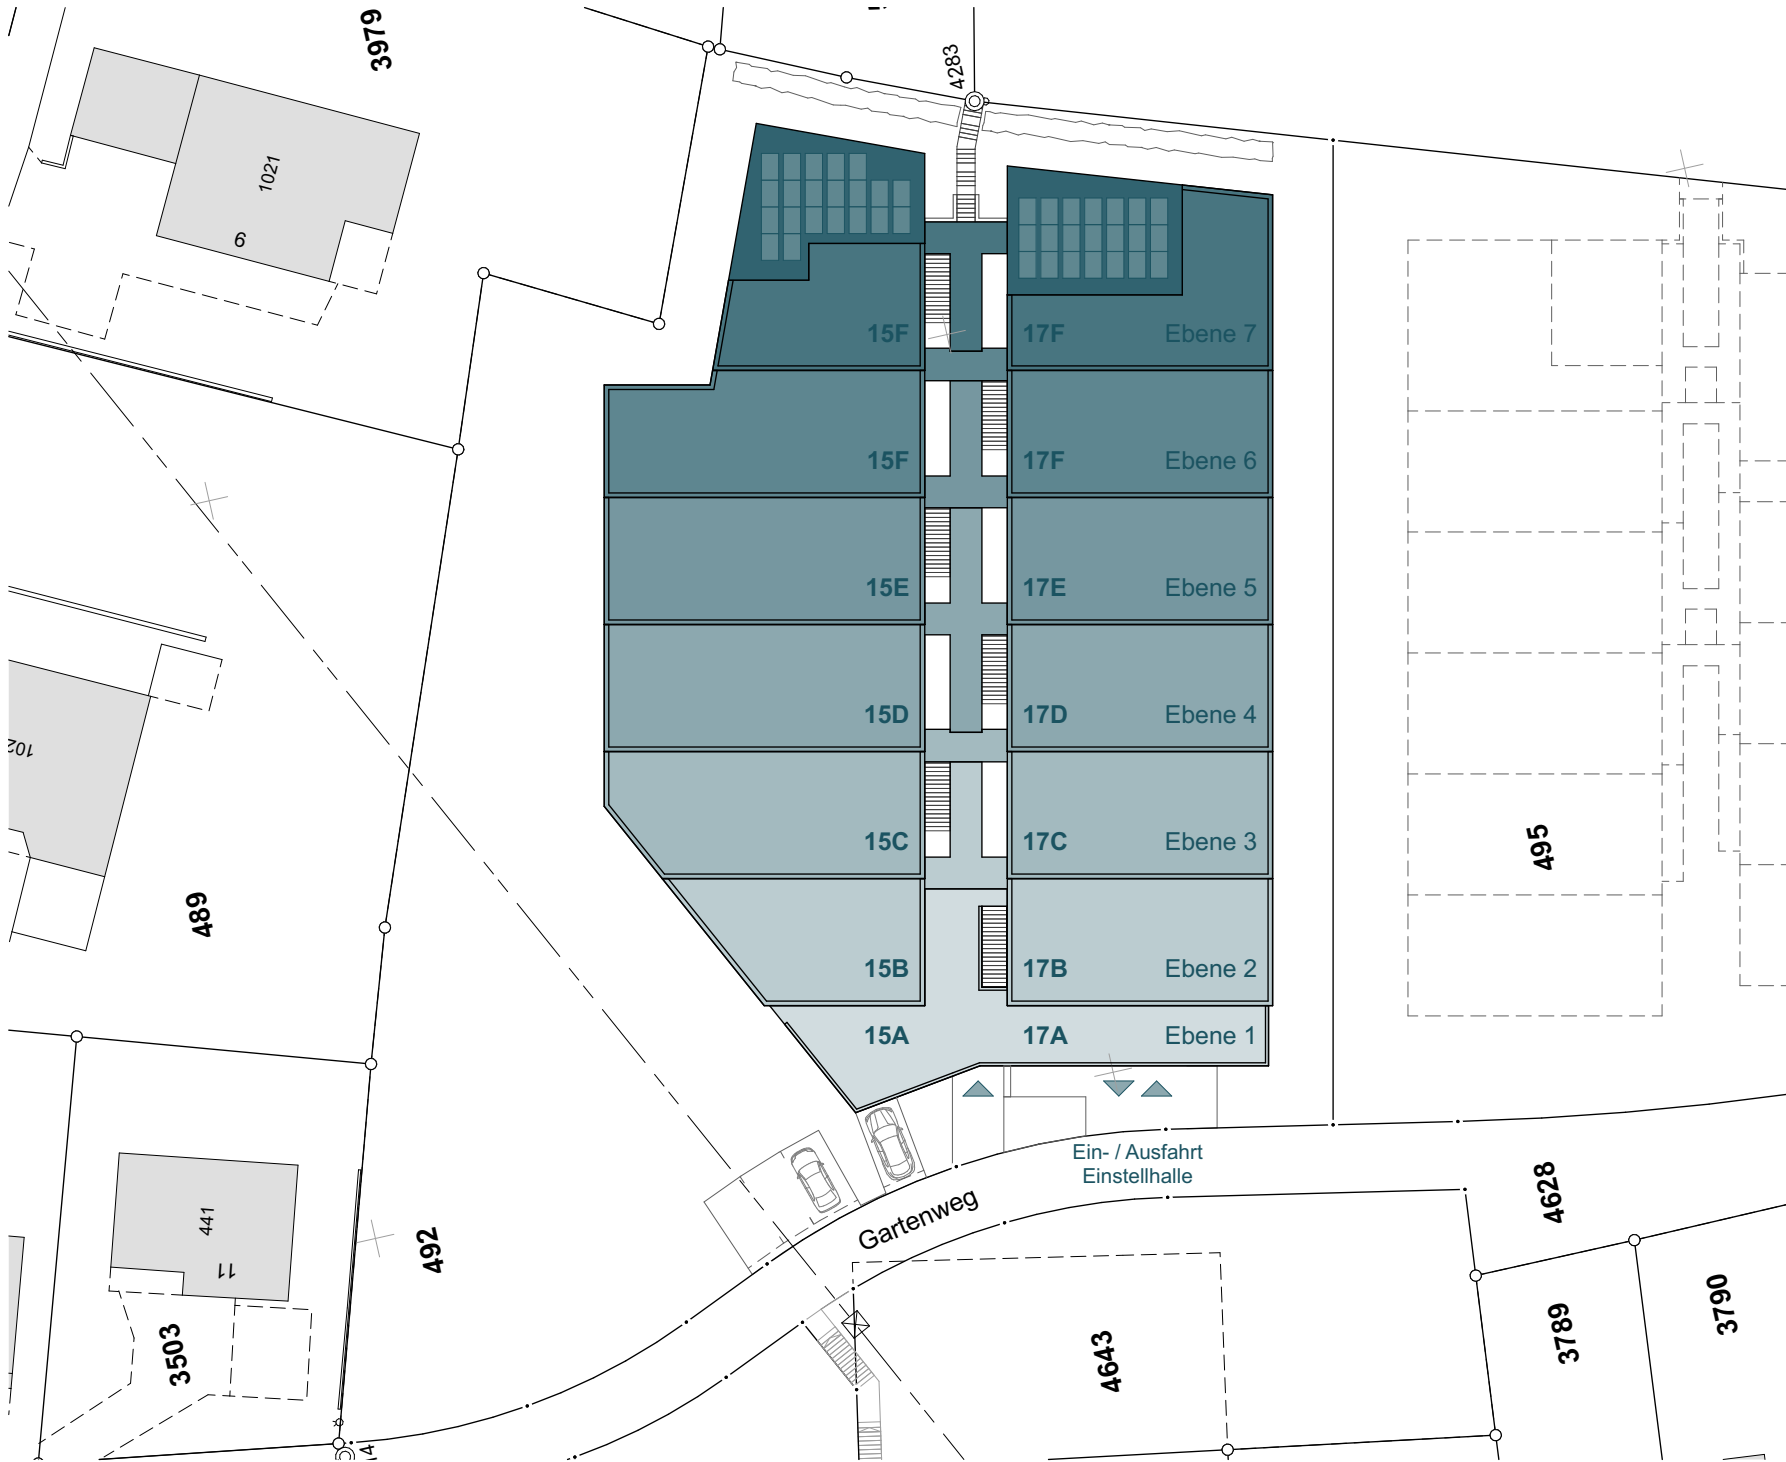 3979
4283
1021
6
15F
17F Ebene 7
15F
17F Ebene 6
15E
17E Ebene 5
15D
17D Ebene 4
15C
17C Ebene 3
15B
17B Ebene 2
15A
17A Ebene 1
495
489
Ein- / Ausfahrt
Einstellhalle
Gartenweg
441
11
492
3503
4628
4643
3789
3790